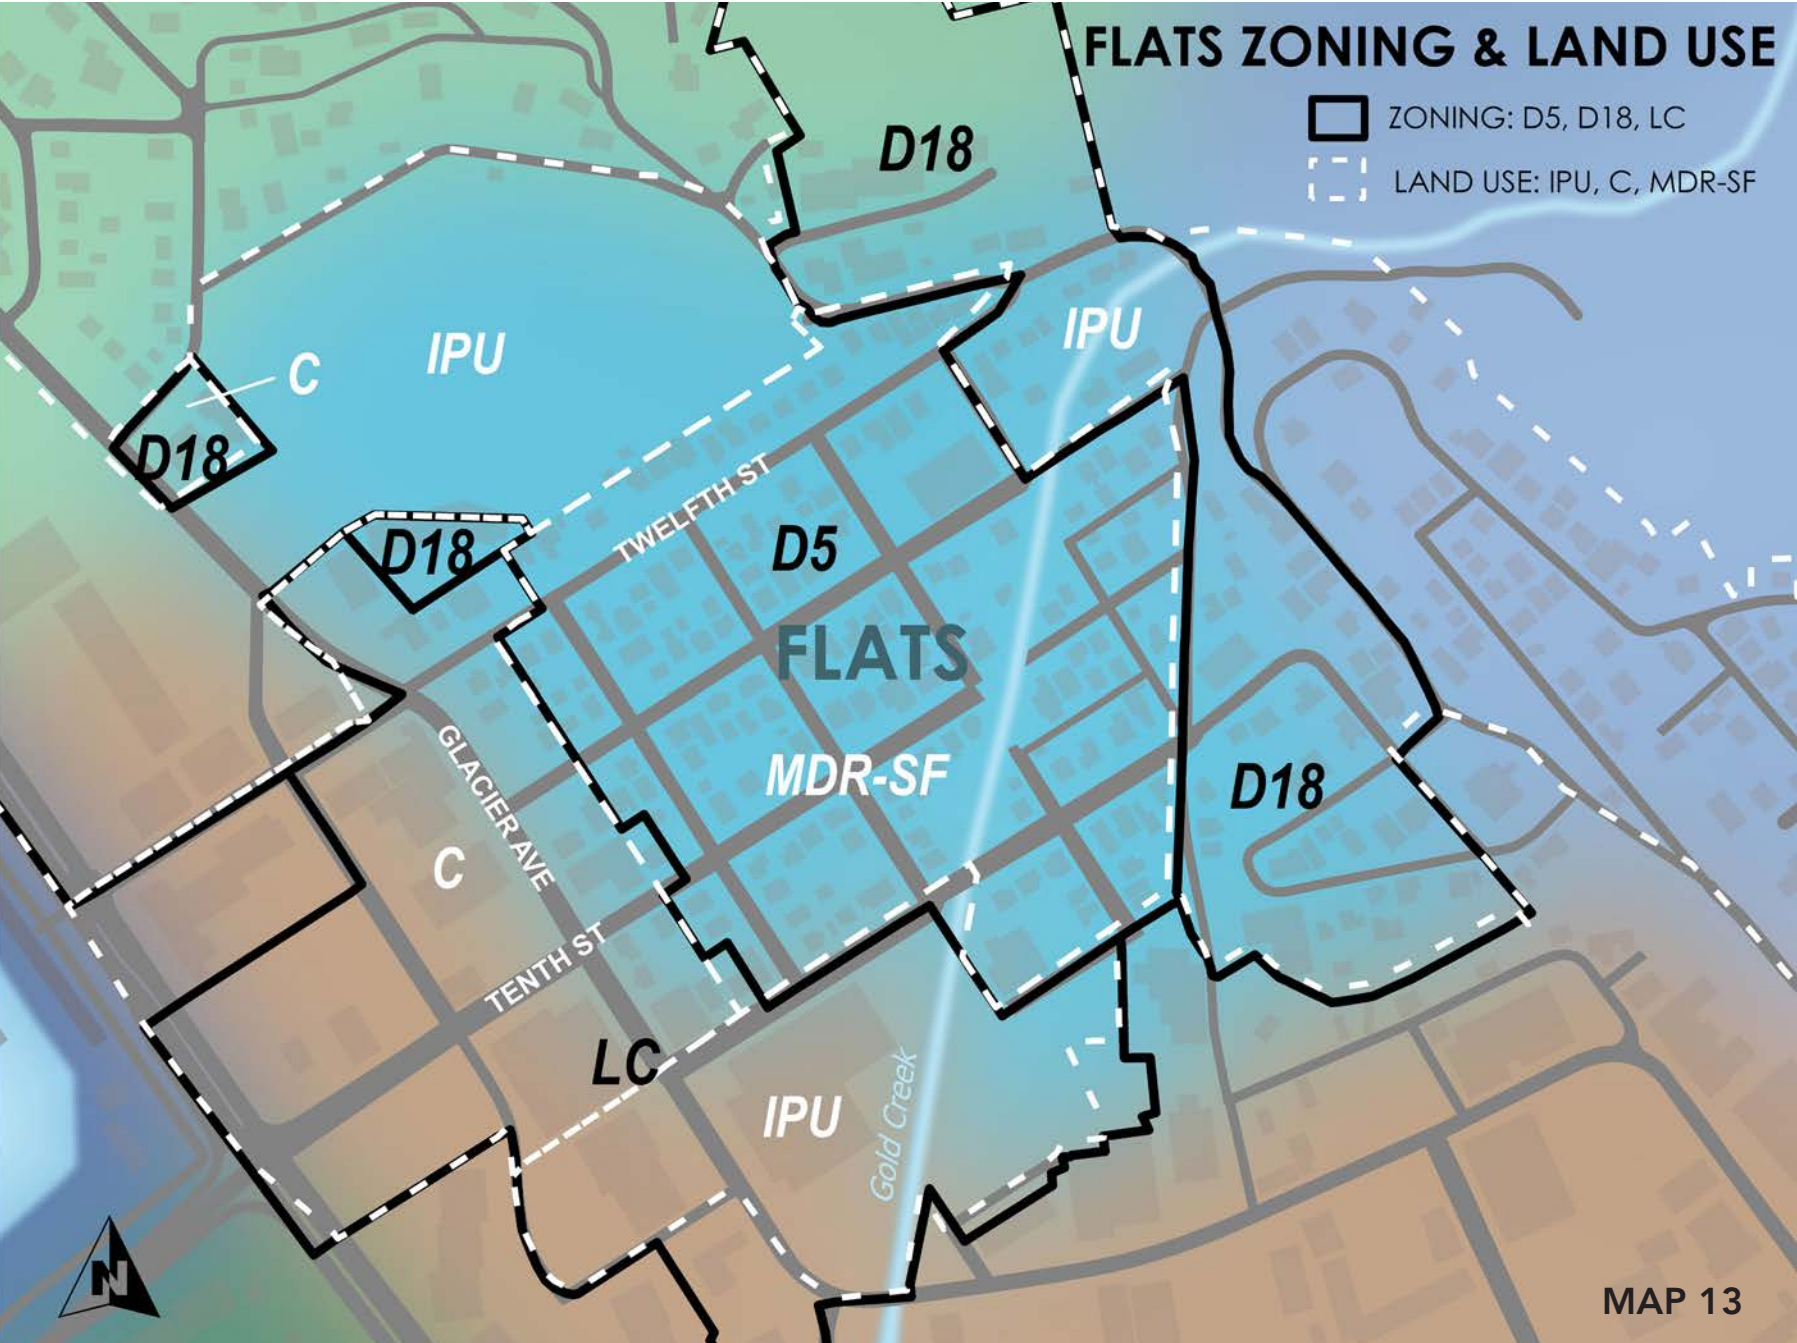 FLATS ZONING & LAND USE
ZONING: D5, D18, LC
LAND USE: IPU, C, MDR-SF
D18
IPU
IPU
C
D18
D18
TWELFTH ST
D5
FLATS
MDR-SF
D18
GLACIER AVE
C
TENTH ST
LC
IPU
Gold Creek
N
MAP 13